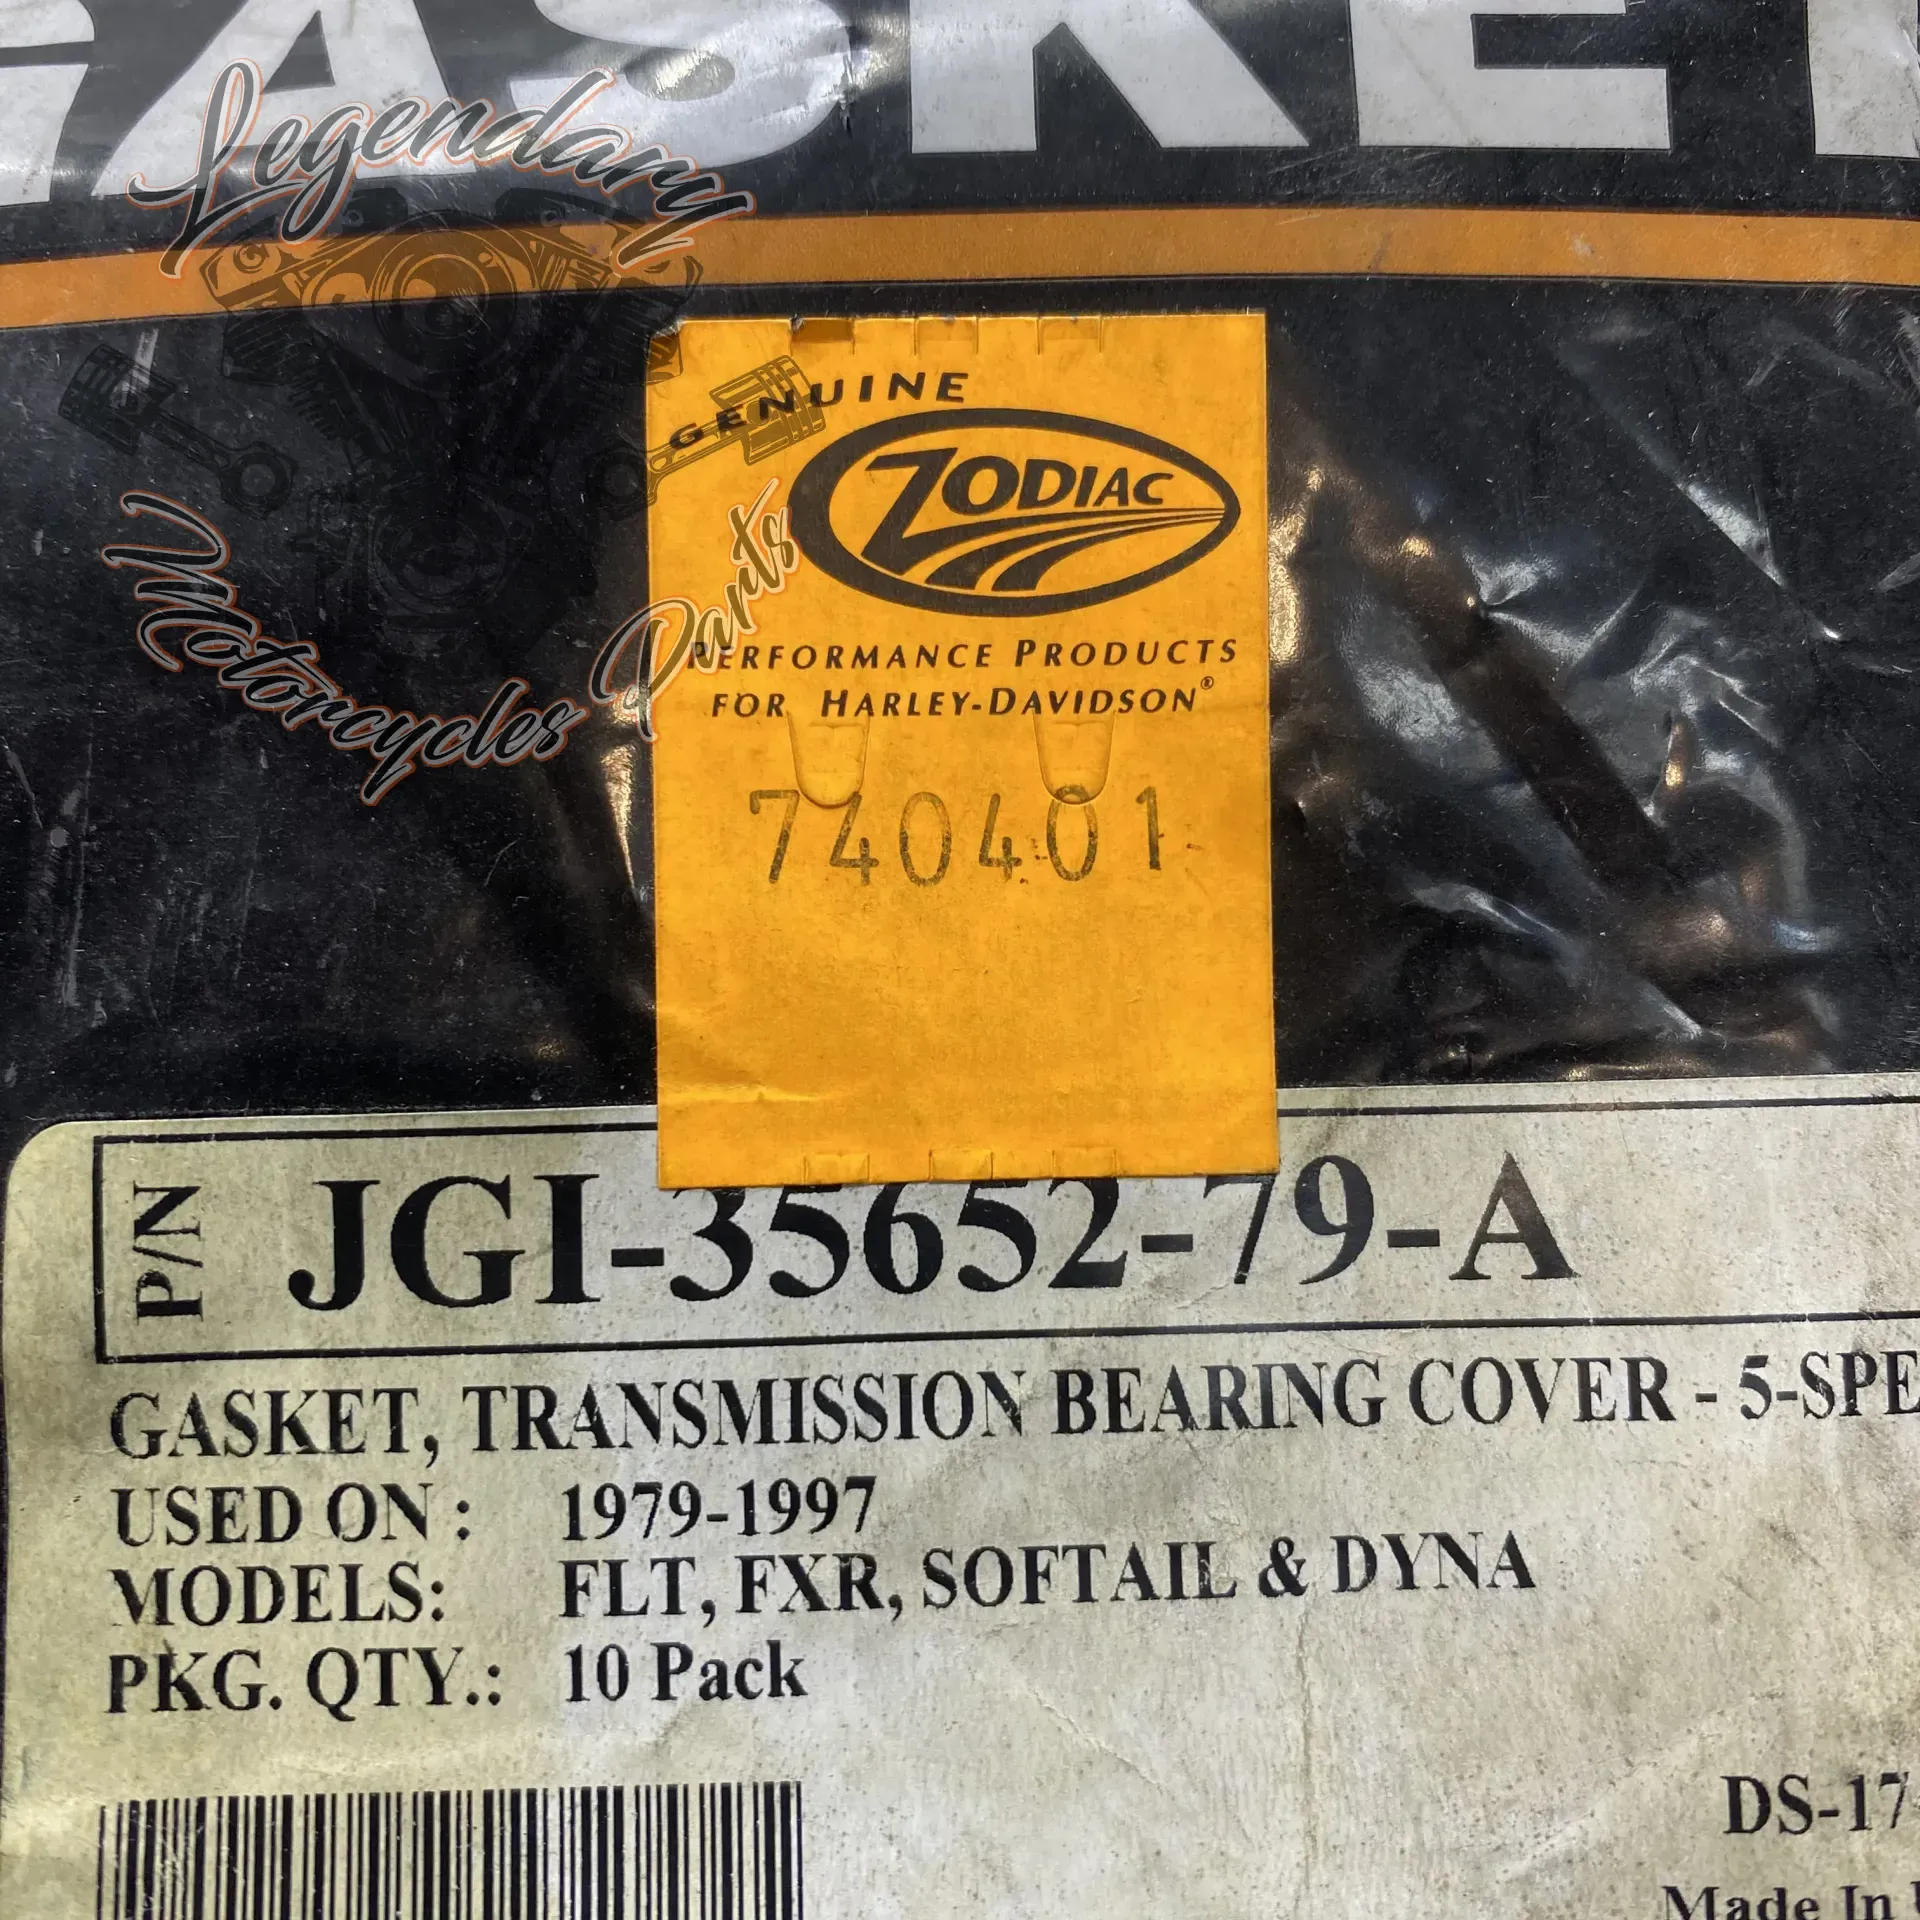 GASKET
Legendary
Motorcycles Parts
GENUINE
ZODIAC
PERFORMANCE PRODUCTS
FOR HARLEY-DAVIDSON®
740401
P/N JGI-35652-79-A
GASKET, TRANSMISSION BEARING COVER - 5-SPE
USED ON : 1979-1997
MODELS: FLT, FXR, SOFTAIL & DYNA
PKG. QTY.: 10 Pack
DS-17
Made In